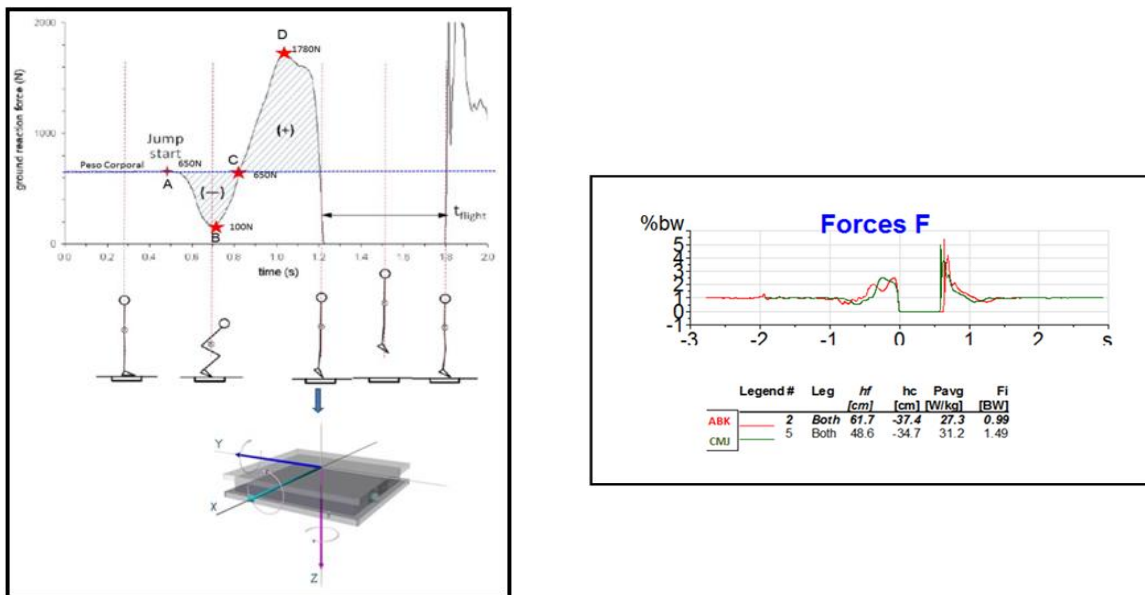 2000
D
1780N
ground reaction force (N)
1000
Jump
start
(+)
Peso Corporal
650N
C
650N
A
(—)
100N
B
t flight
0
0.0 0.2 0.4 0.6 0.8 1.0 1.2 1.4 1.6 1.8 2.0
time (s)
Y
X
Z
%bw
Forces F
5
4
3
2
1
0
-1
-3 -2 -1 0 1 2 s
Legend # Leg hf hc Pavg Fi
[cm] [cm] [W/kg] [BW]
ABK 2 Both 61.7 -37.4 27.3 0.99
CMJ 5 Both 48.6 -34.7 31.2 1.49